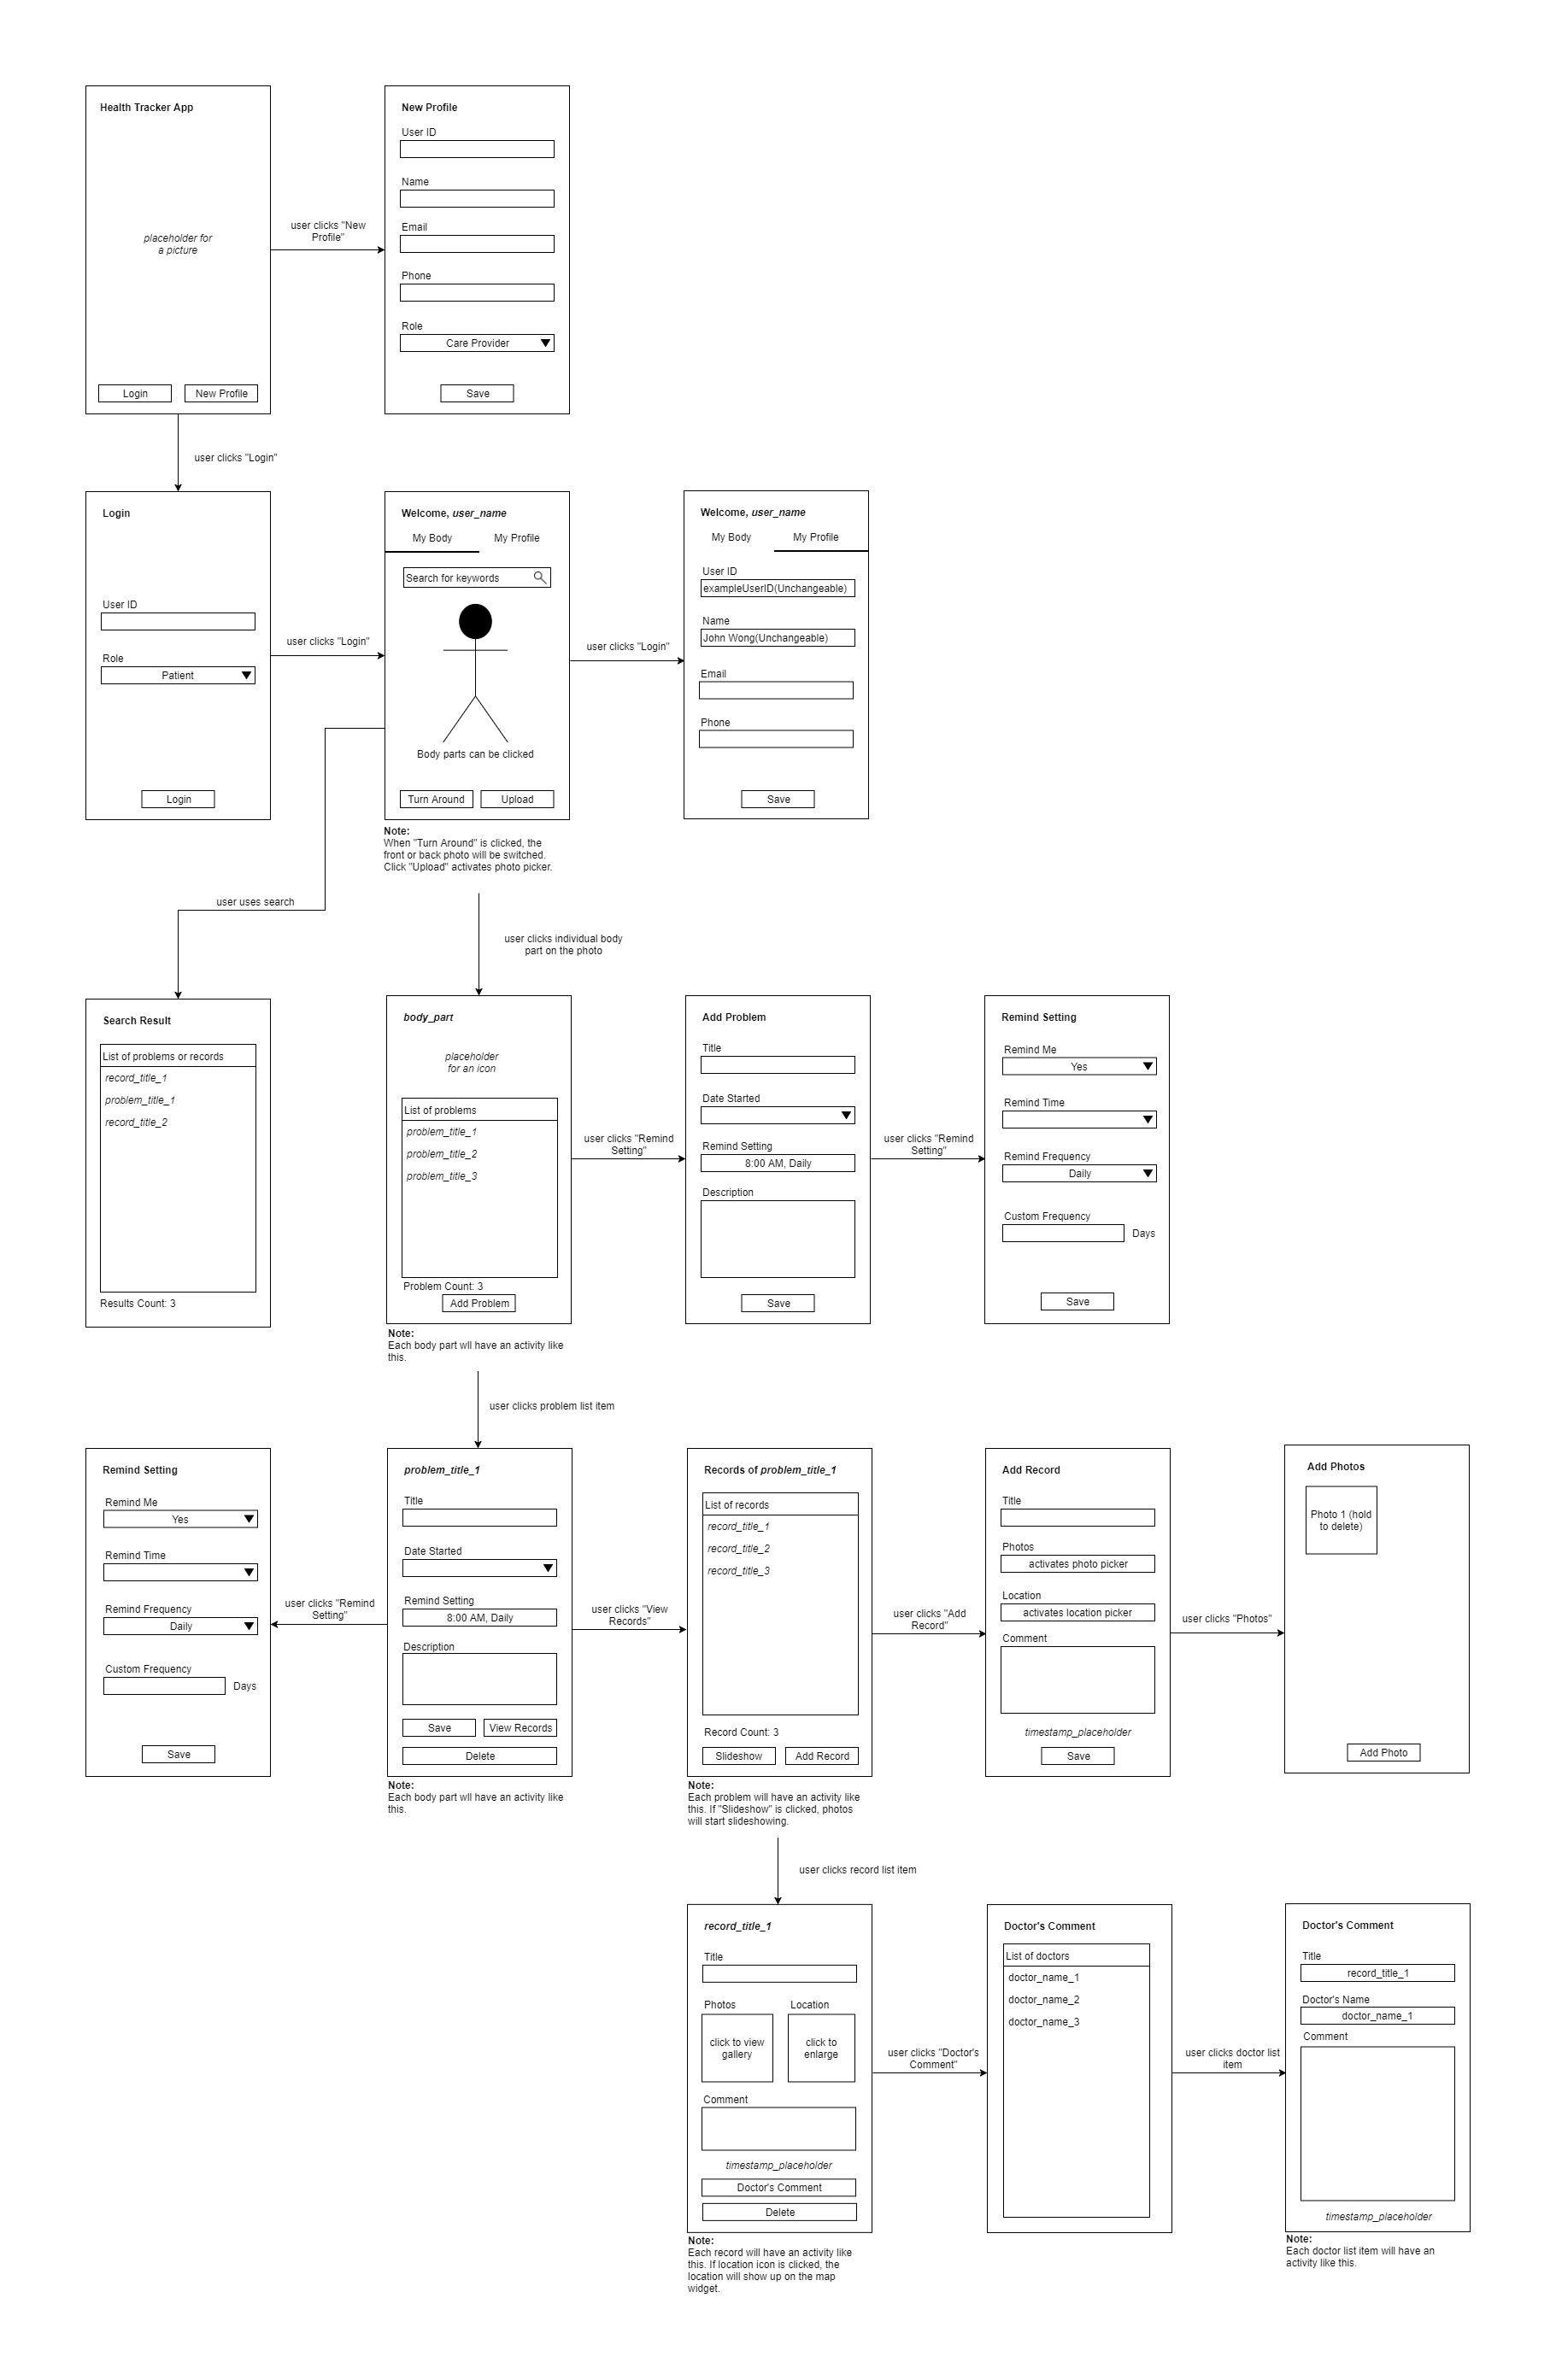 Health Tracker App
placeholder for
a picture
Login
New Profile
user clicks "New
Profile"
New Profile
User ID
Name
Email
Phone
Role
Care Provider
Save
user clicks "Login"
Login
User ID
Role
Patient
Login
user clicks "Login"
Welcome, user_name
My Body
My Profile
Search for keywords
Body parts can be clicked
Turn Around
Upload
Note:
When "Turn Around" is clicked, the
front or back photo will be switched.
Click "Upload" activates photo picker.
user clicks "Login"
Welcome, user_name
My Body
My Profile
User ID
exampleUserID(Unchangeable)
Name
John Wong(Unchangeable)
Email
Phone
Save
user uses search
user clicks individual body
part on the photo
Search Result
List of problems or records
record_title_1
problem_title_1
record_title_2
Results Count: 3
body_part
placeholder
for an icon
List of problems
problem_title_1
problem_title_2
problem_title_3
Problem Count: 3
Add Problem
Note:
Each body part wll have an activity like
this.
user clicks "Remind
Setting"
Add Problem
Title
Date Started
Remind Setting
8:00 AM, Daily
Description
Save
user clicks "Remind
Setting"
Remind Setting
Remind Me
Yes
Remind Time
Remind Frequency
Daily
Custom Frequency
Days
Save
user clicks problem list item
Remind Setting
Remind Me
Yes
Remind Time
Remind Frequency
Daily
Custom Frequency
Days
Save
user clicks "Remind
Setting"
problem_title_1
Title
Date Started
Remind Setting
8:00 AM, Daily
Description
Save
View Records
Delete
Note:
Each body part wll have an activity like
this.
user clicks "View
Records"
Records of problem_title_1
List of records
record_title_1
record_title_2
record_title_3
Record Count: 3
Slideshow
Add Record
Note:
Each problem will have an activity like
this. If "Slideshow" is clicked, photos
will start slideshowing.
user clicks "Add
Record"
Add Record
Title
Photos
activates photo picker
Location
activates location picker
Comment
timestamp_placeholder
Save
user clicks "Photos"
Add Photos
Photo 1 (hold
to delete)
Add Photo
user clicks record list item
record_title_1
Title
Photos
Location
click to view
gallery
click to
enlarge
Comment
timestamp_placeholder
Doctor's Comment
Delete
Note:
Each record will have an activity like
this. If location icon is clicked, the
location will show up on the map
widget.
user clicks "Doctor's
Comment"
Doctor's Comment
List of doctors
doctor_name_1
doctor_name_2
doctor_name_3
user clicks doctor list
item
Doctor's Comment
Title
record_title_1
Doctor's Name
doctor_name_1
Comment
timestamp_placeholder
Note:
Each doctor list item will have an
activity like this.